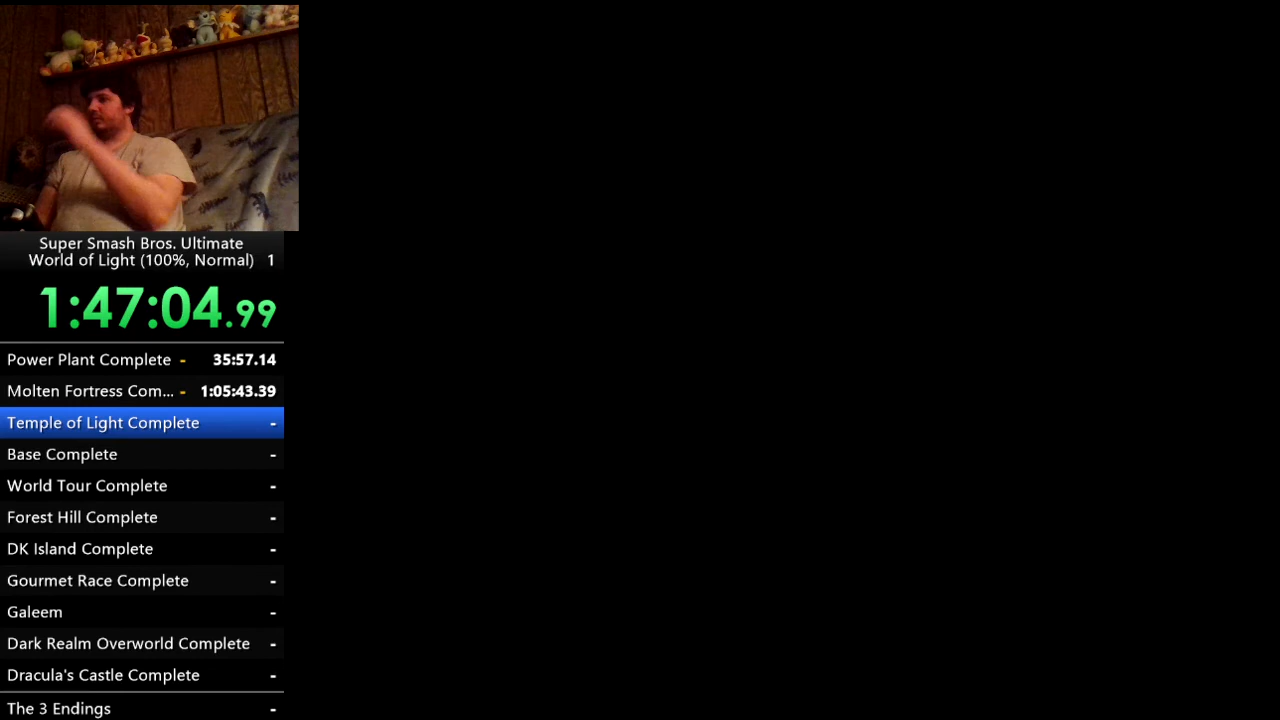 Super Smash Bros. Ultimate
World of Light (100%, Normal) 1
1:47:04.99
Power Plant Complete - 35:57.14
Molten Fortress Com... - 1:05:43.39
Temple of Light Complete -
Base Complete -
World Tour Complete -
Forest Hill Complete -
DK Island Complete -
Gourmet Race Complete -
Galeem -
Dark Realm Overworld Complete -
Dracula's Castle Complete -
The 3 Endings -